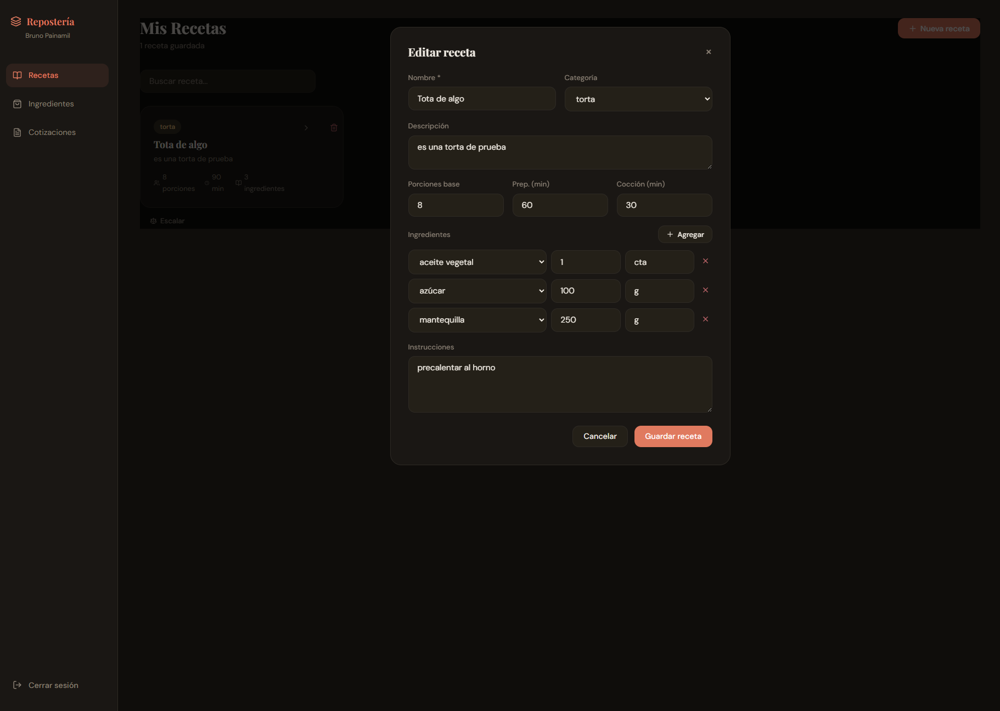 Repostería
Bruno Painamil
Recetas
Ingredientes
Cotizaciones
Cerrar sesión
Mis Recetas
1 receta guardada
+ Nueva receta
Buscar receta...
torta
Tota de algo
es una torta de prueba
8 porciones
90 min
3 ingredientes
Escalar
Editar receta
Nombre *
Categoría
Tota de algo
torta
Descripción
es una torta de prueba
Porciones base
Prep. (min)
Cocción (min)
8
60
30
Ingredientes
+ Agregar
aceite vegetal
1
cta
azúcar
100
g
mantequilla
250
g
Instrucciones
precalentar al horno
Cancelar
Guardar receta